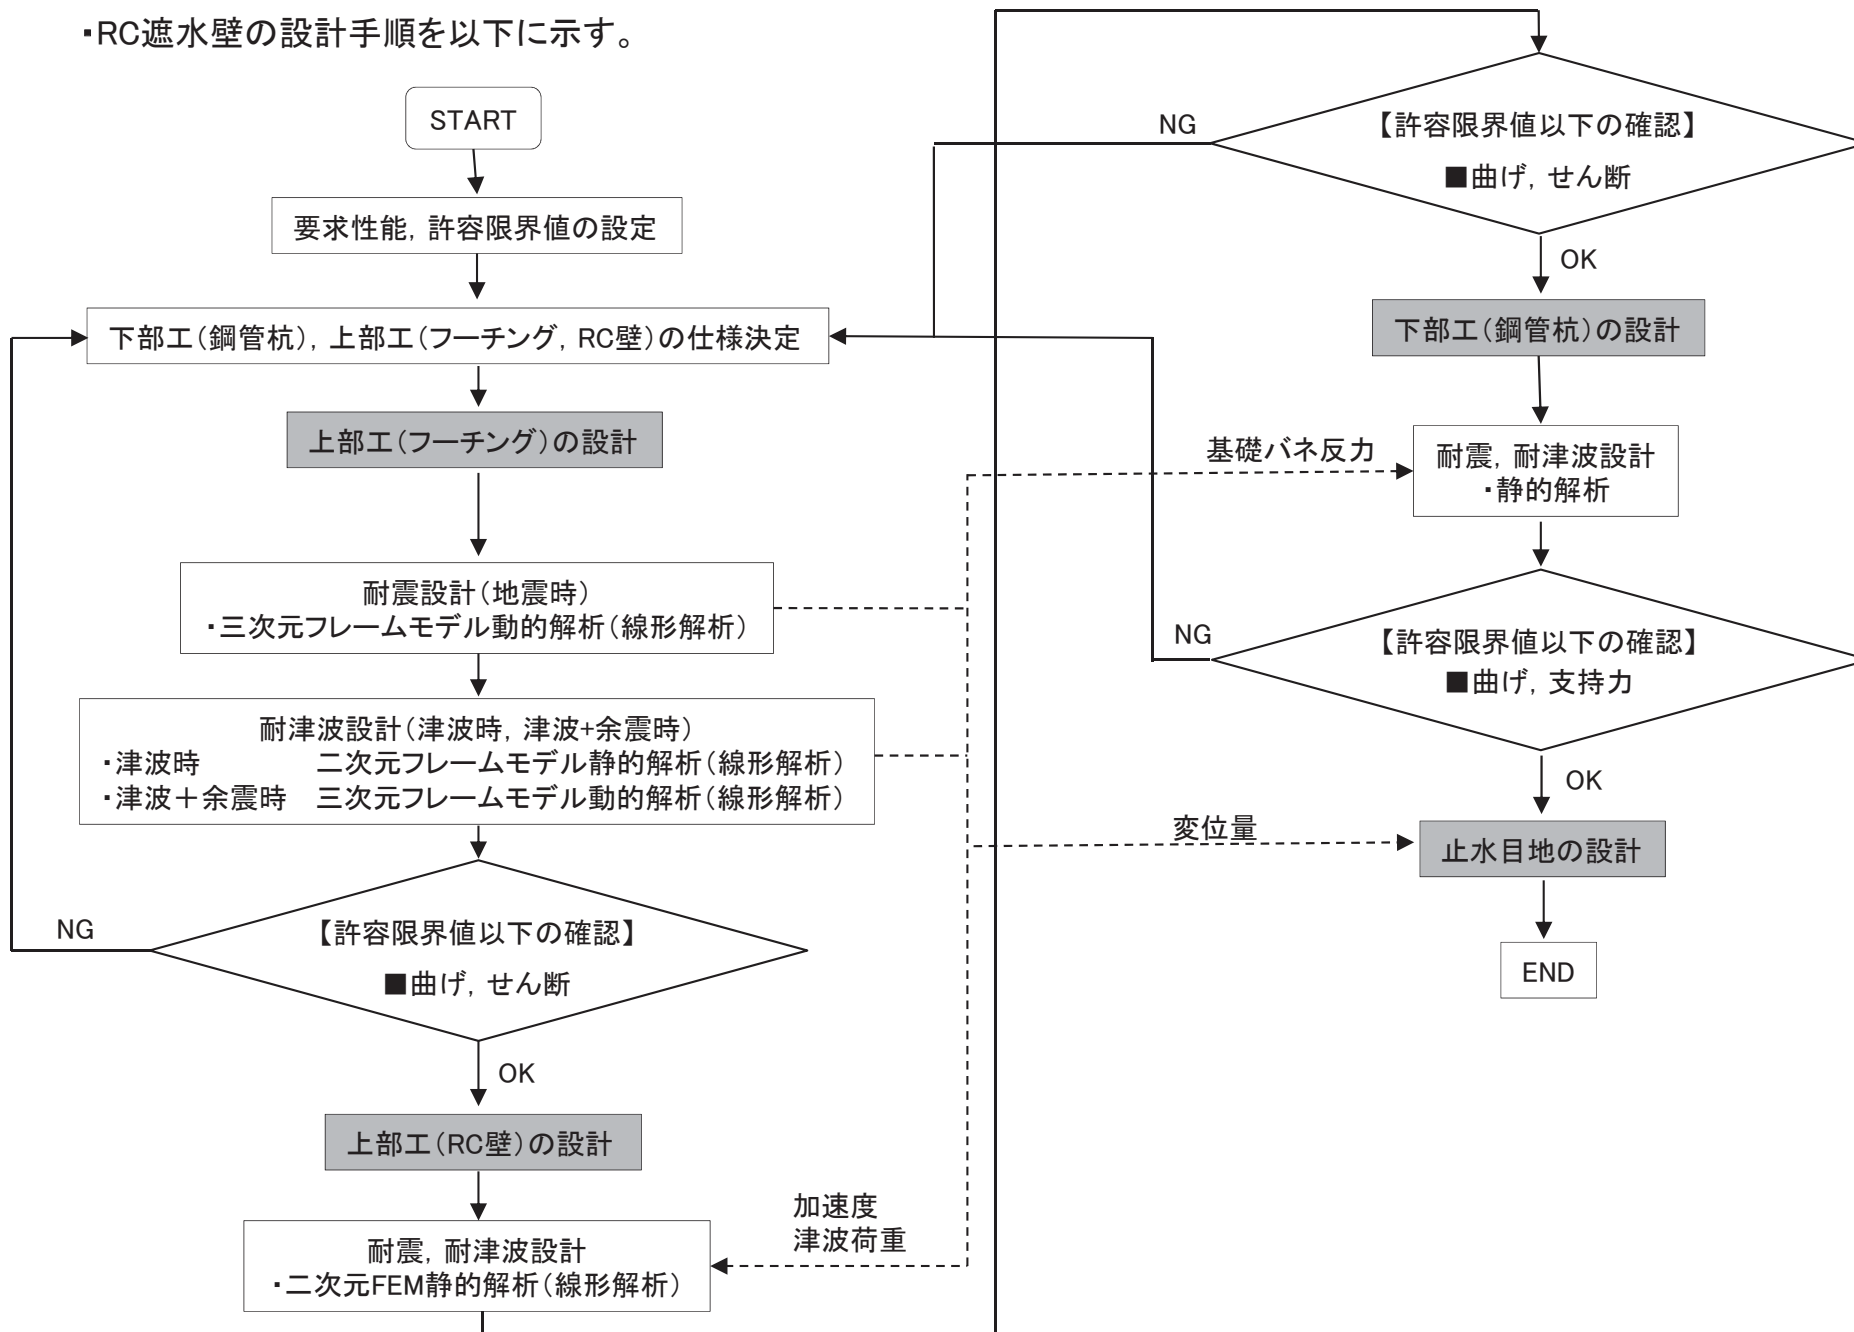 ・RC遮水壁の設計手順を以下に示す。
START
要求性能, 許容限界値の設定
下部工(鋼管杭), 上部工(フーチング, RC壁)の仕様決定
上部工(フーチング)の設計
耐震設計(地震時)
・三次元フレームモデル動的解析(線形解析)
耐津波設計(津波時, 津波+余震時)
・津波時 二次元フレームモデル静的解析(線形解析)
・津波＋余震時 三次元フレームモデル動的解析(線形解析)
NG
【許容限界値以下の確認】
■曲げ, せん断
OK
上部工(RC壁)の設計
加速度
津波荷重
耐震, 耐津波設計
・二次元FEM静的解析(線形解析)
NG
【許容限界値以下の確認】
■曲げ, せん断
OK
下部工(鋼管杭)の設計
基礎バネ反力
耐震, 耐津波設計
・静的解析
NG
【許容限界値以下の確認】
■曲げ, 支持力
OK
変位量
止水目地の設計
END